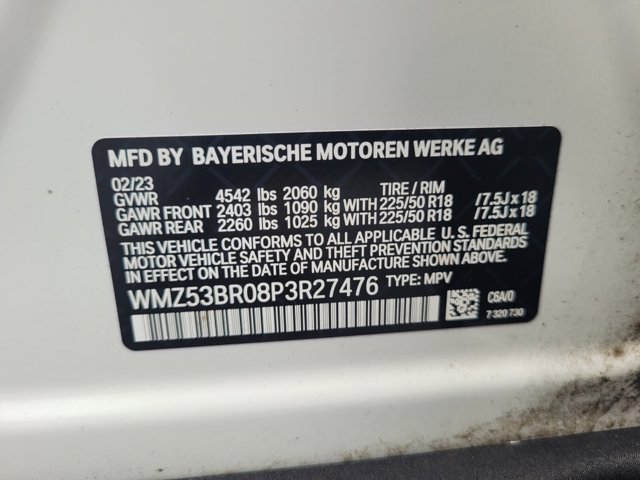 MFD BY BAYERISCHE MOTOREN WERKE AG
02/23 TIRE / RIM
GVWR 4542 lbs 2060 kg
GAWR FRONT 2403 lbs 1090 kg WITH 225/50 R18 /7.5J x 18
GAWR REAR 2260 lbs 1025 kg WITH 225/50 R18 /7.5J x 18
THIS VEHICLE CONFORMS TO ALL APPLICABLE U. S. FEDERAL
MOTOR VEHICLE SAFETY AND THEFT PREVENTION STANDARDS
IN EFFECT ON THE DATE OF MANUFACTURE SHOWN ABOVE.
WMZ53BR08P3R27476 TYPE: MPV
C6A/0
7 320 730